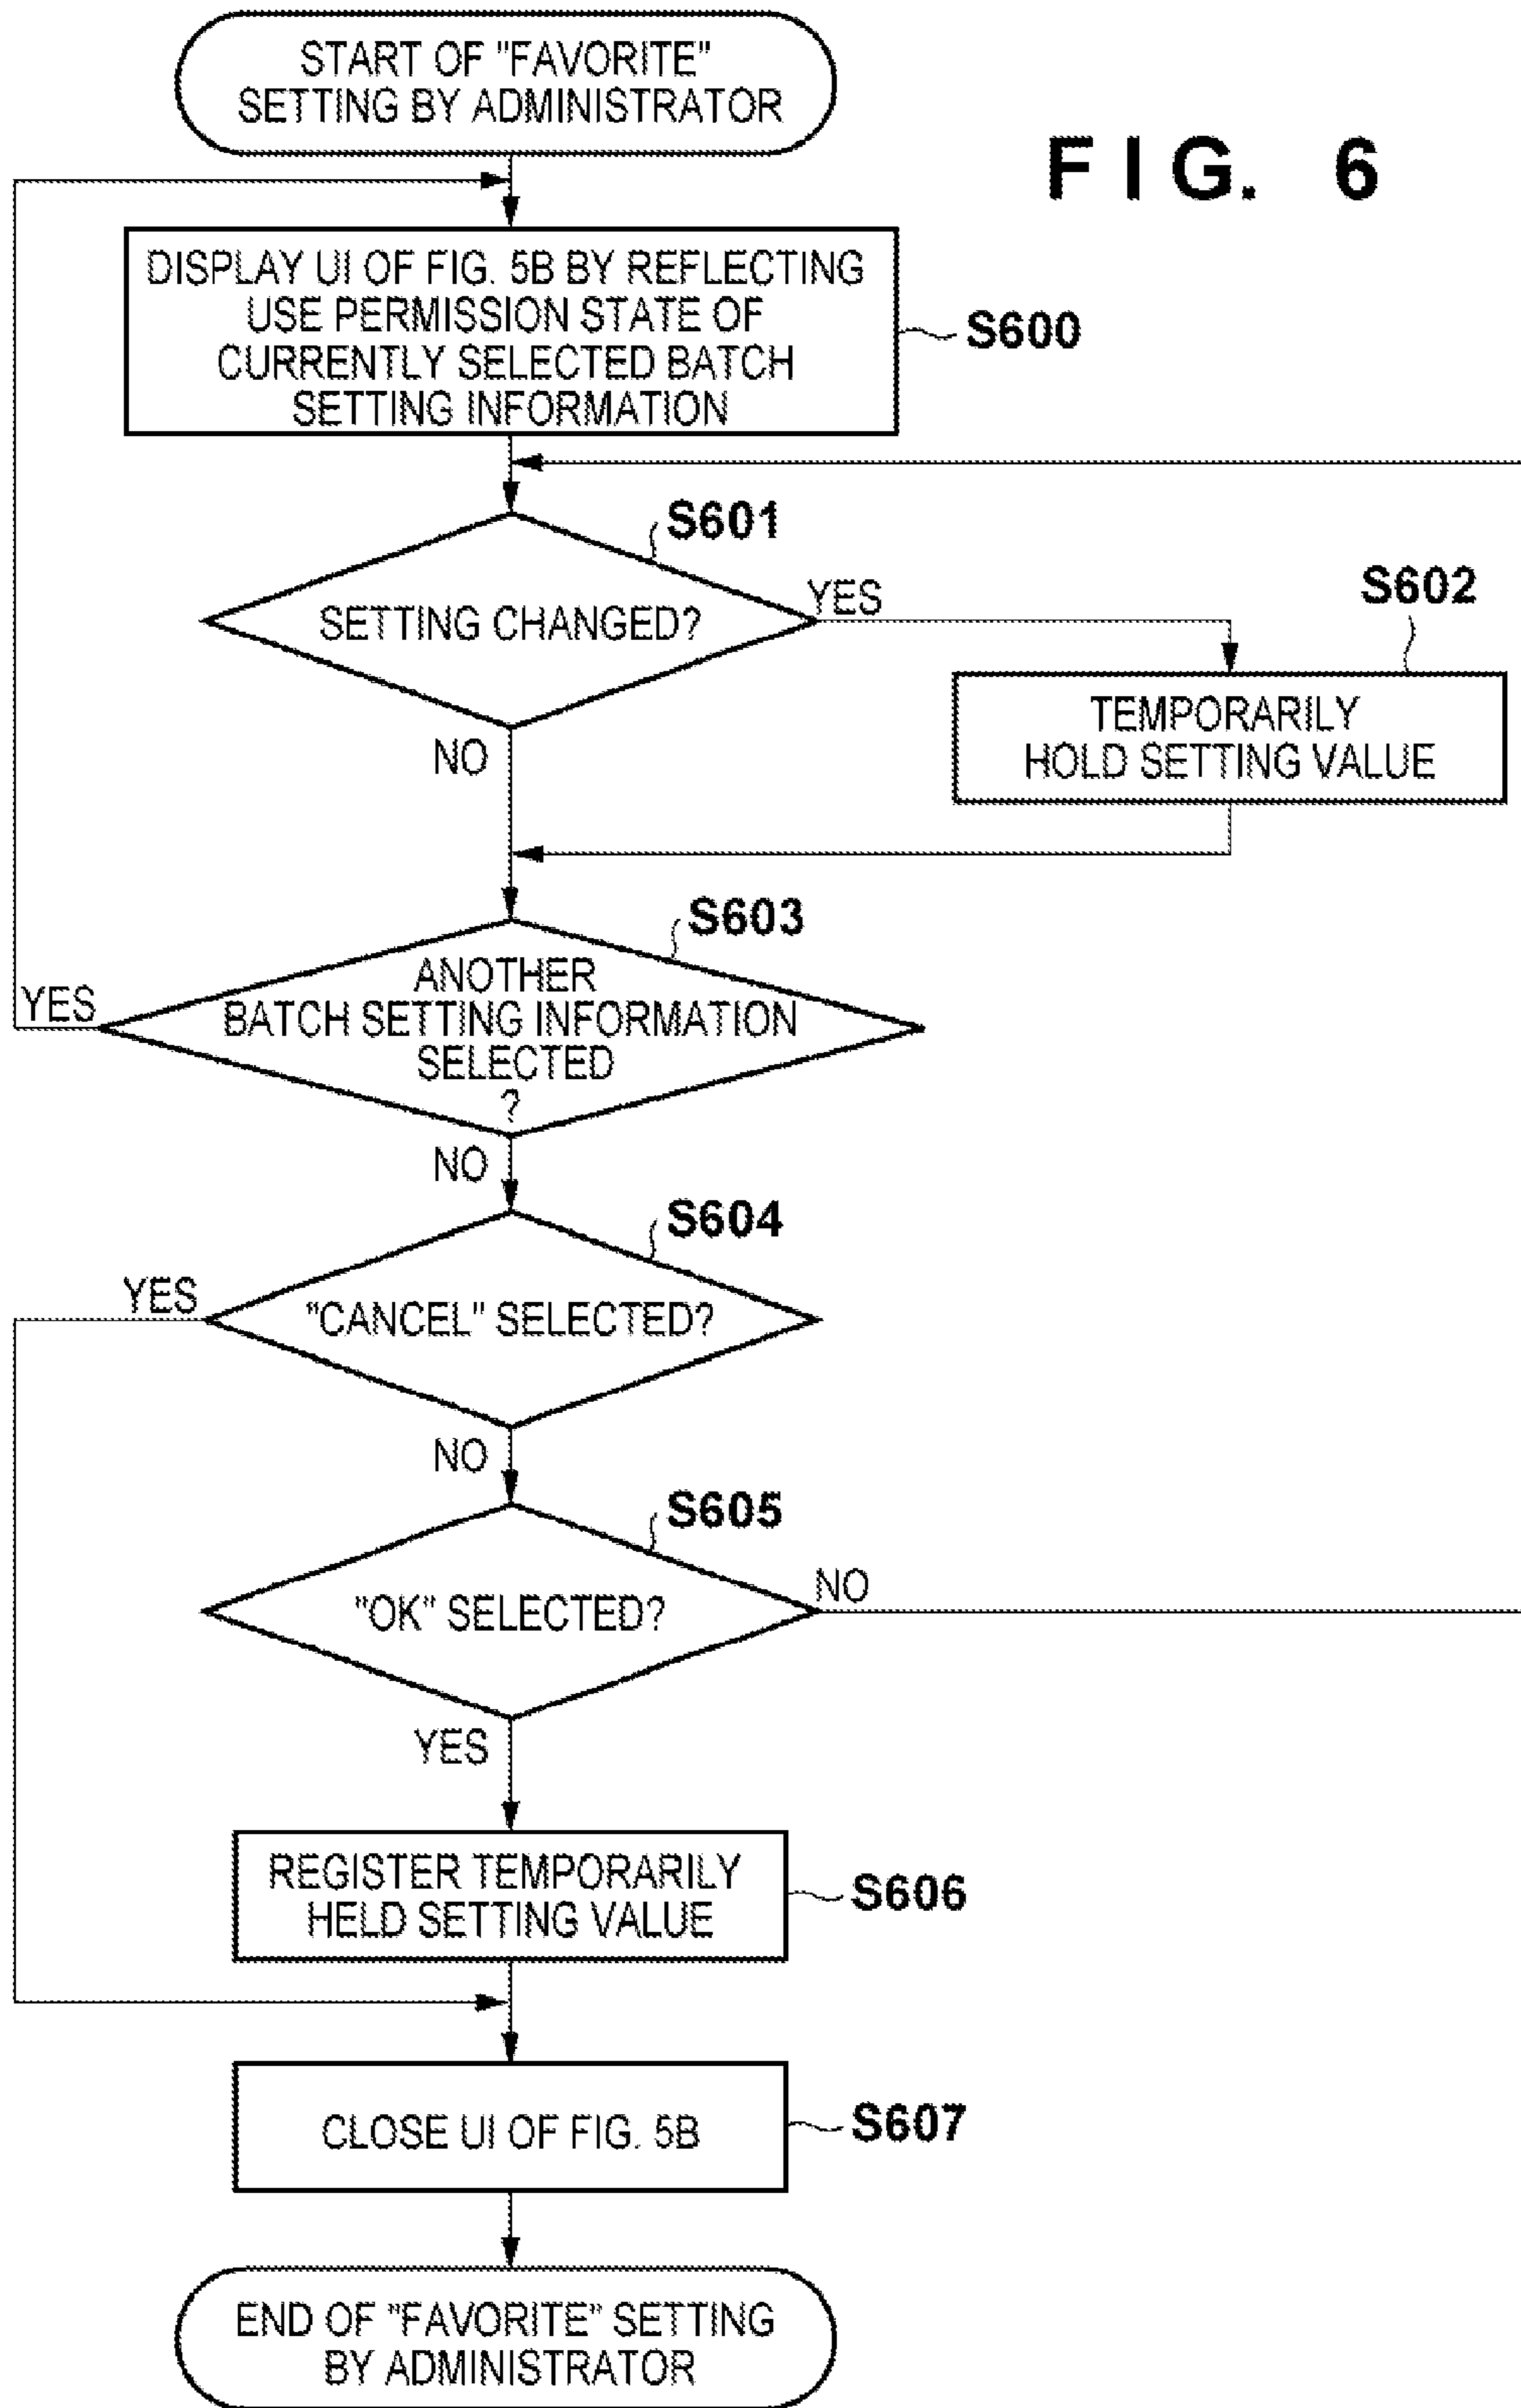 START OF "FAVORITE"
SETTING BY ADMINISTRATOR
FIG. 6
DISPLAY UI OF FIG. 5B BY REFLECTING
USE PERMISSION STATE OF
CURRENTLY SELECTED BATCH
SETTING INFORMATION
S600
S601
SETTING CHANGED?
YES
NO
S602
TEMPORARILY
HOLD SETTING VALUE
S603
ANOTHER
BATCH SETTING INFORMATION
SELECTED
?
YES
NO
S604
"CANCEL" SELECTED?
YES
NO
S605
"OK" SELECTED?
NO
YES
REGISTER TEMPORARILY
HELD SETTING VALUE
S606
CLOSE UI OF FIG. 5B
S607
END OF "FAVORITE" SETTING
BY ADMINISTRATOR